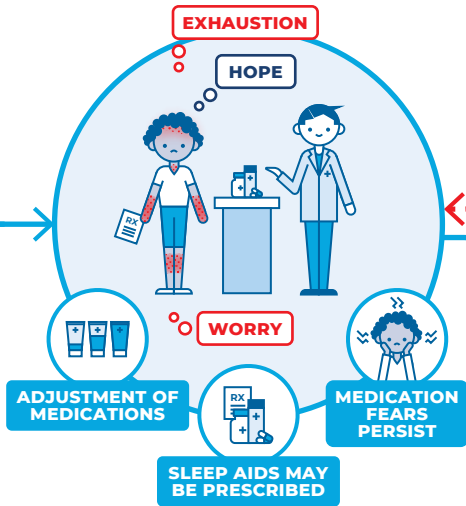 EXHAUSTION
HOPE
RX
WORRY
ADJUSTMENT OF
MEDICATIONS
RX
SLEEP AIDS MAY
BE PRESCRIBED
MEDICATION
FEARS
PERSIST